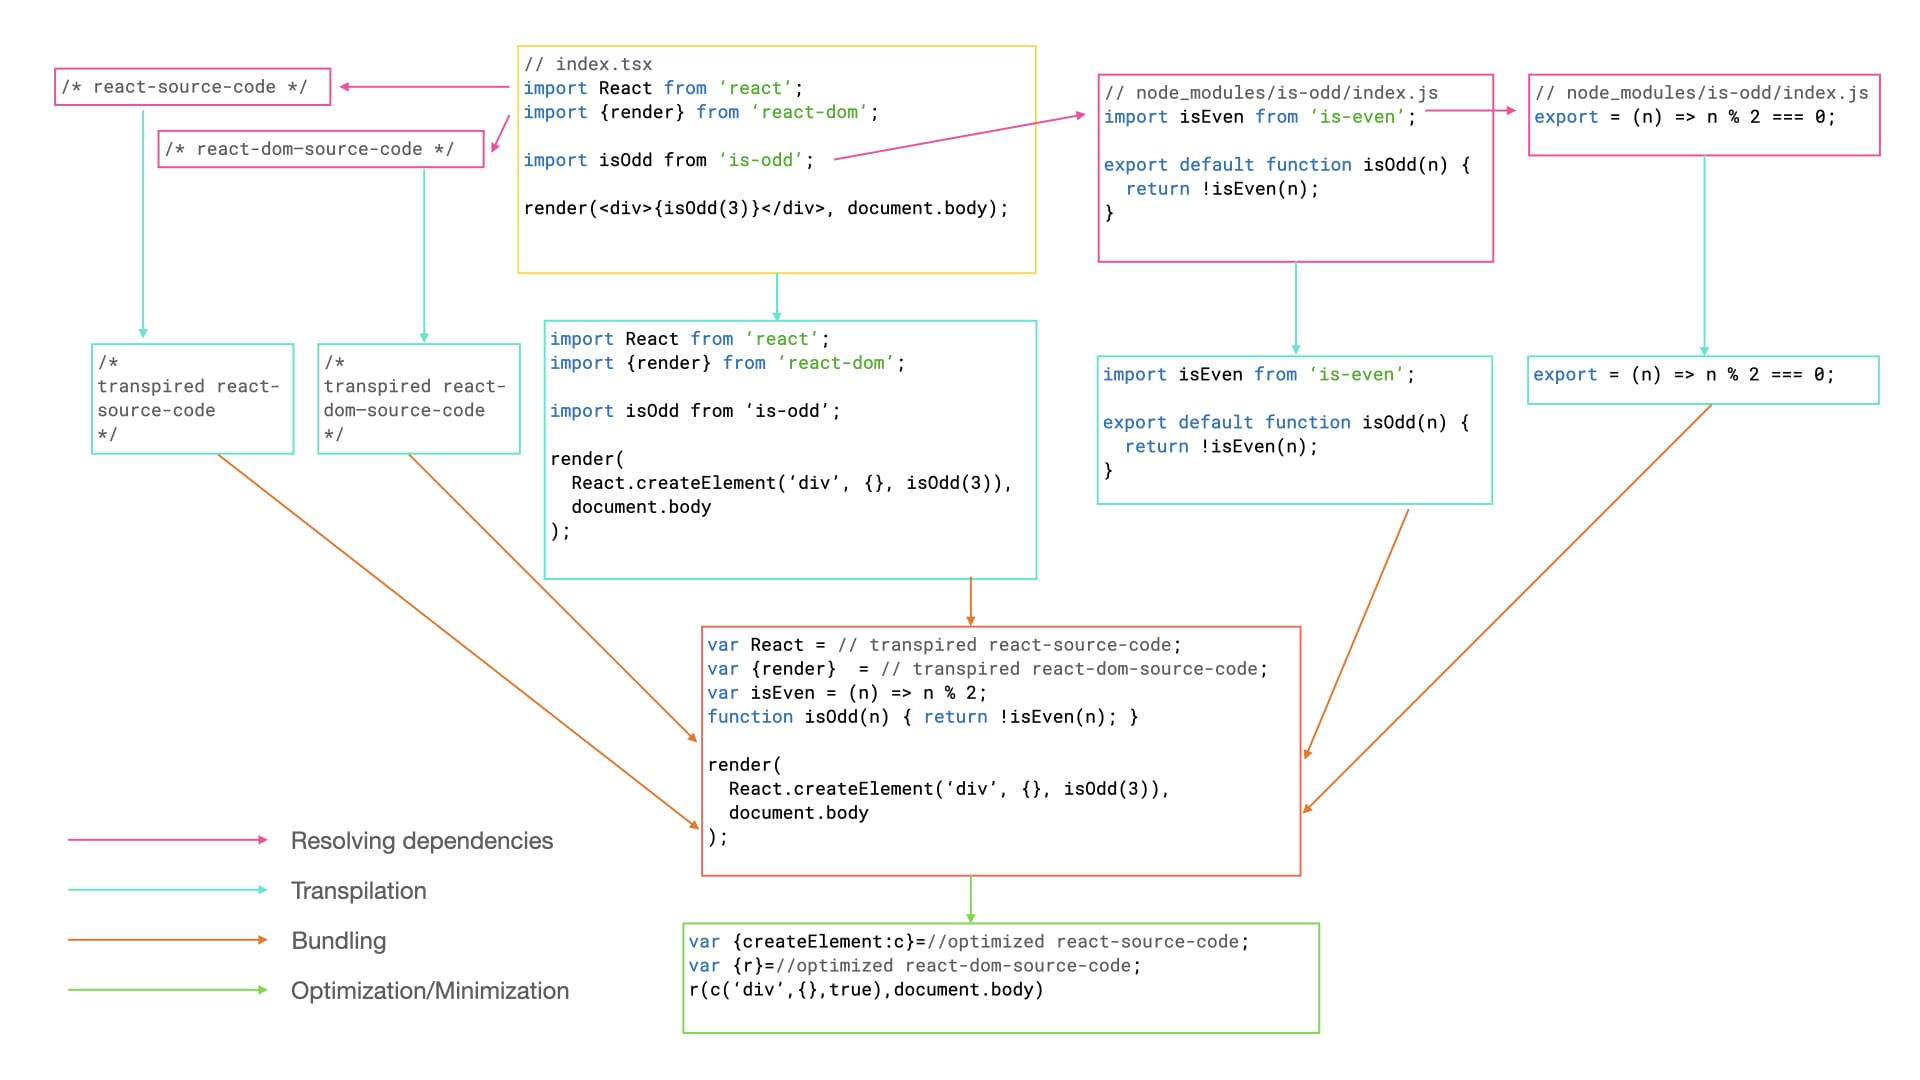 /* react-source-code */
/* react-dom—source-code */
// index.tsx
import React from ‘react’;
import {render} from ‘react-dom’;
import isOdd from ‘is-odd’;
render(<div>{isOdd(3)}</div>, document.body);
// node_modules/is-odd/index.js
import isEven from ‘is-even’;
export default function isOdd(n) {
  return !isEven(n);
}
// node_modules/is-odd/index.js
export = (n) => n % 2 === 0;
/*
transpired react-
source-code
*/
/*
transpired react-
dom—source-code
*/
import React from ‘react’;
import {render} from ‘react-dom’;
import isOdd from ‘is-odd’;
render(
  React.createElement(‘div’, {}, isOdd(3)),
  document.body
);
import isEven from ‘is-even’;
export default function isOdd(n) {
  return !isEven(n);
}
export = (n) => n % 2 === 0;
var React = // transpired react-source-code;
var {render}  = // transpired react-dom-source-code;
var isEven = (n) => n % 2;
function isOdd(n) { return !isEven(n); }
render(
  React.createElement(‘div’, {}, isOdd(3)),
  document.body
);
var {createElement:c}=//optimized react-source-code;
var {r}=//optimized react-dom-source-code;
r(c(‘div’,{},true),document.body)
Resolving dependencies
Transpilation
Bundling
Optimization/Minimization